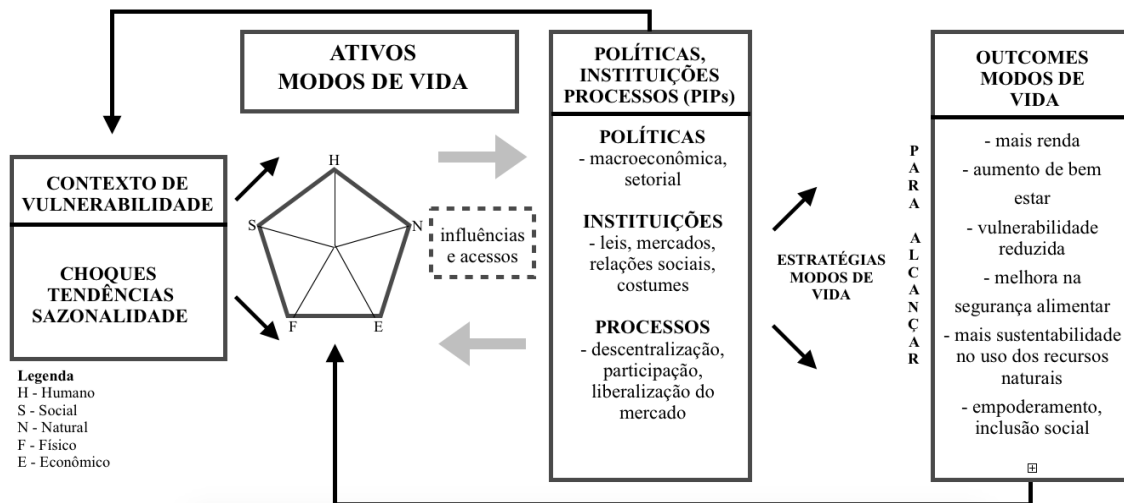 CONTEXTO DE
VULNERABILIDADE
CHOQUES
TENDÊNCIAS
SAZONALIDADE
Legenda
H - Humano
S - Social
N - Natural
F - Físico
E - Econômico
ATIVOS
MODOS DE VIDA
H
S
N
F
E
influências
e acessos
POLÍTICAS,
INSTITUIÇÕES
PROCESSOS (PIPs)
POLÍTICAS
- macroeconômica,
setorial
INSTITUIÇÕES
- leis, mercados,
relações sociais,
costumes
PROCESSOS
- descentralização,
participação,
liberalização do
mercado
ESTRATÉGIAS
MODOS DE
VIDA
PARA ALCANÇAR
OUTCOMES
MODOS DE
VIDA
- mais renda
- aumento de bem
estar
- vulnerabilidade
reduzida
- melhora na
segurança alimentar
- mais sustentabilidade
no uso dos recursos
naturais
- empoderamento,
inclusão social